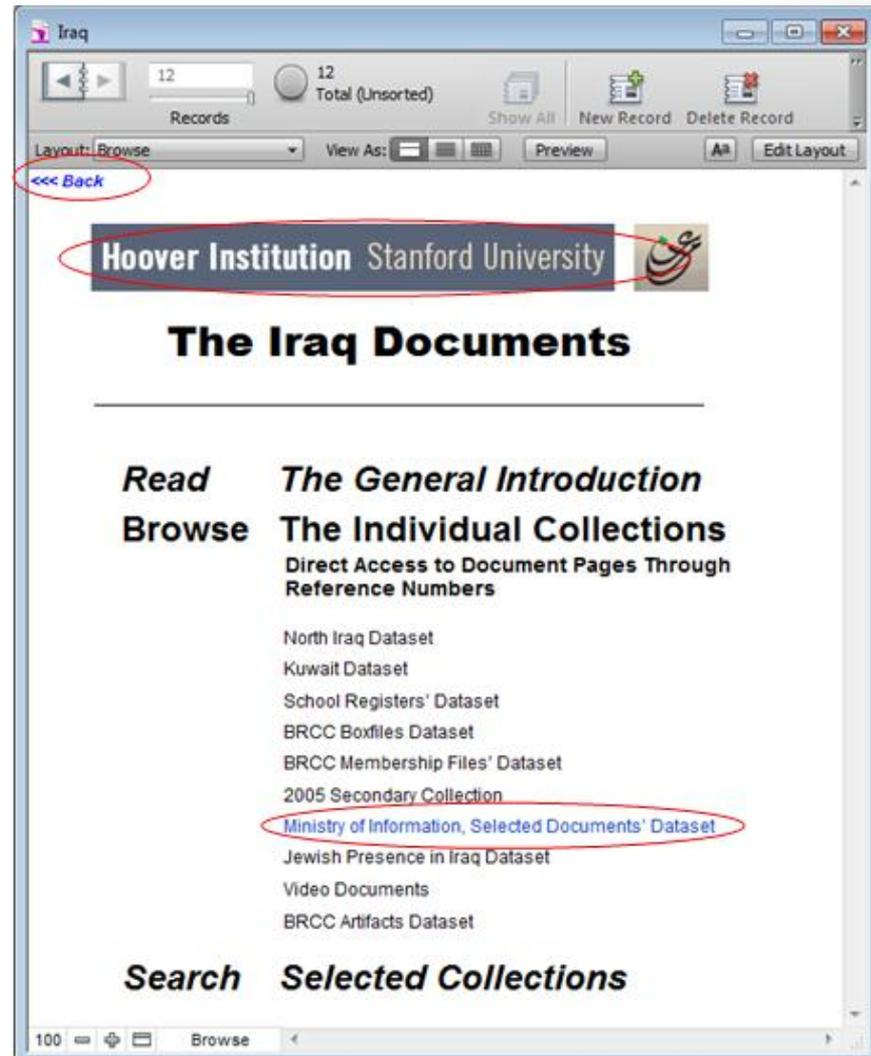 Iraq
12
Records
12
Total (Unsorted)
Show All
New Record
Delete Record
Layout: Browse
View As:
Preview
Aa
Edit Layout
<<< Back
Hoover Institution Stanford University
The Iraq Documents
Read The General Introduction
Browse The Individual Collections
Direct Access to Document Pages Through
Reference Numbers
North Iraq Dataset
Kuwait Dataset
School Registers' Dataset
BRCC Boxfiles Dataset
BRCC Membership Files' Dataset
2005 Secondary Collection
Ministry of Information, Selected Documents' Dataset
Jewish Presence in Iraq Dataset
Video Documents
BRCC Artifacts Dataset
Search Selected Collections
100
Browse